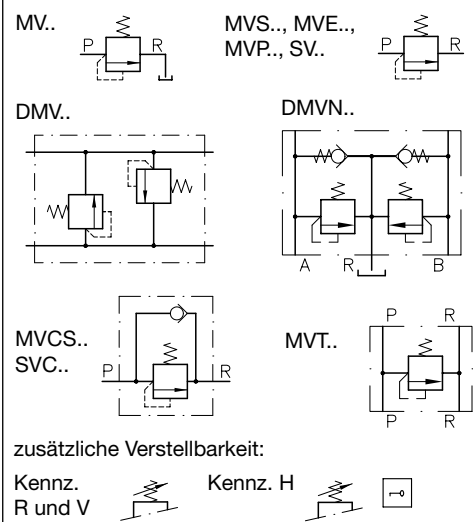 MV..
P R
MVS.., MVE..,
MVP.., SV..
P R
DMV..
DMVN..
A R B
MVCS..
SVC..
P R
MVT..
P R
P R
zusätzliche Verstellbarkeit:
Kennz.
R und V
Kennz. H